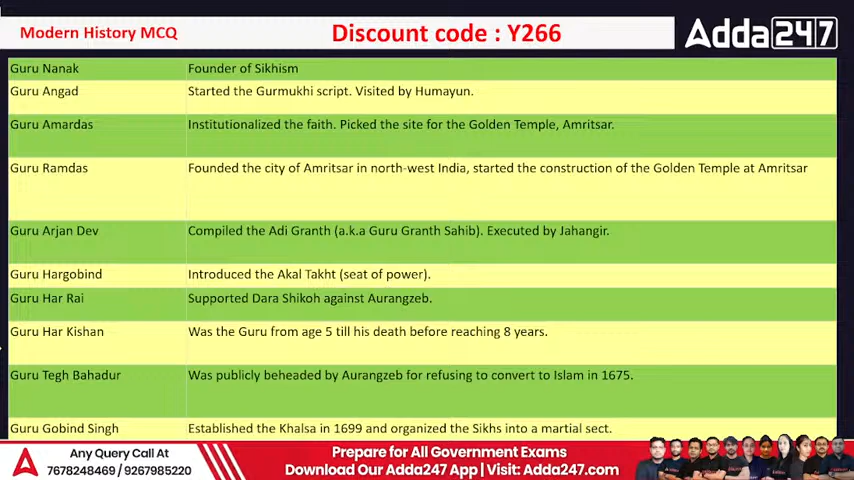 Modern History MCQ
Discount code : Y266
Adda247
Guru Nanak Founder of Sikhism
Guru Angad Started the Gurmukhi script. Visited by Humayun.
Guru Amardas Institutionalized the faith. Picked the site for the Golden Temple, Amritsar.
Guru Ramdas Founded the city of Amritsar in north-west India, started the construction of the Golden Temple at Amritsar
Guru Arjan Dev Compiled the Adi Granth (a.k.a Guru Granth Sahib). Executed by Jahangir.
Guru Hargobind Introduced the Akal Takht (seat of power).
Guru Har Rai Supported Dara Shikoh against Aurangzeb.
Guru Har Kishan Was the Guru from age 5 till his death before reaching 8 years.
Guru Tegh Bahadur Was publicly beheaded by Aurangzeb for refusing to convert to Islam in 1675.
Guru Gobind Singh Established the Khalsa in 1699 and organized the Sikhs into a martial sect.
Any Query Call At
7678248469 / 9267985220
Prepare for All Government Exams
Download Our Adda247 App | Visit: Adda247.com